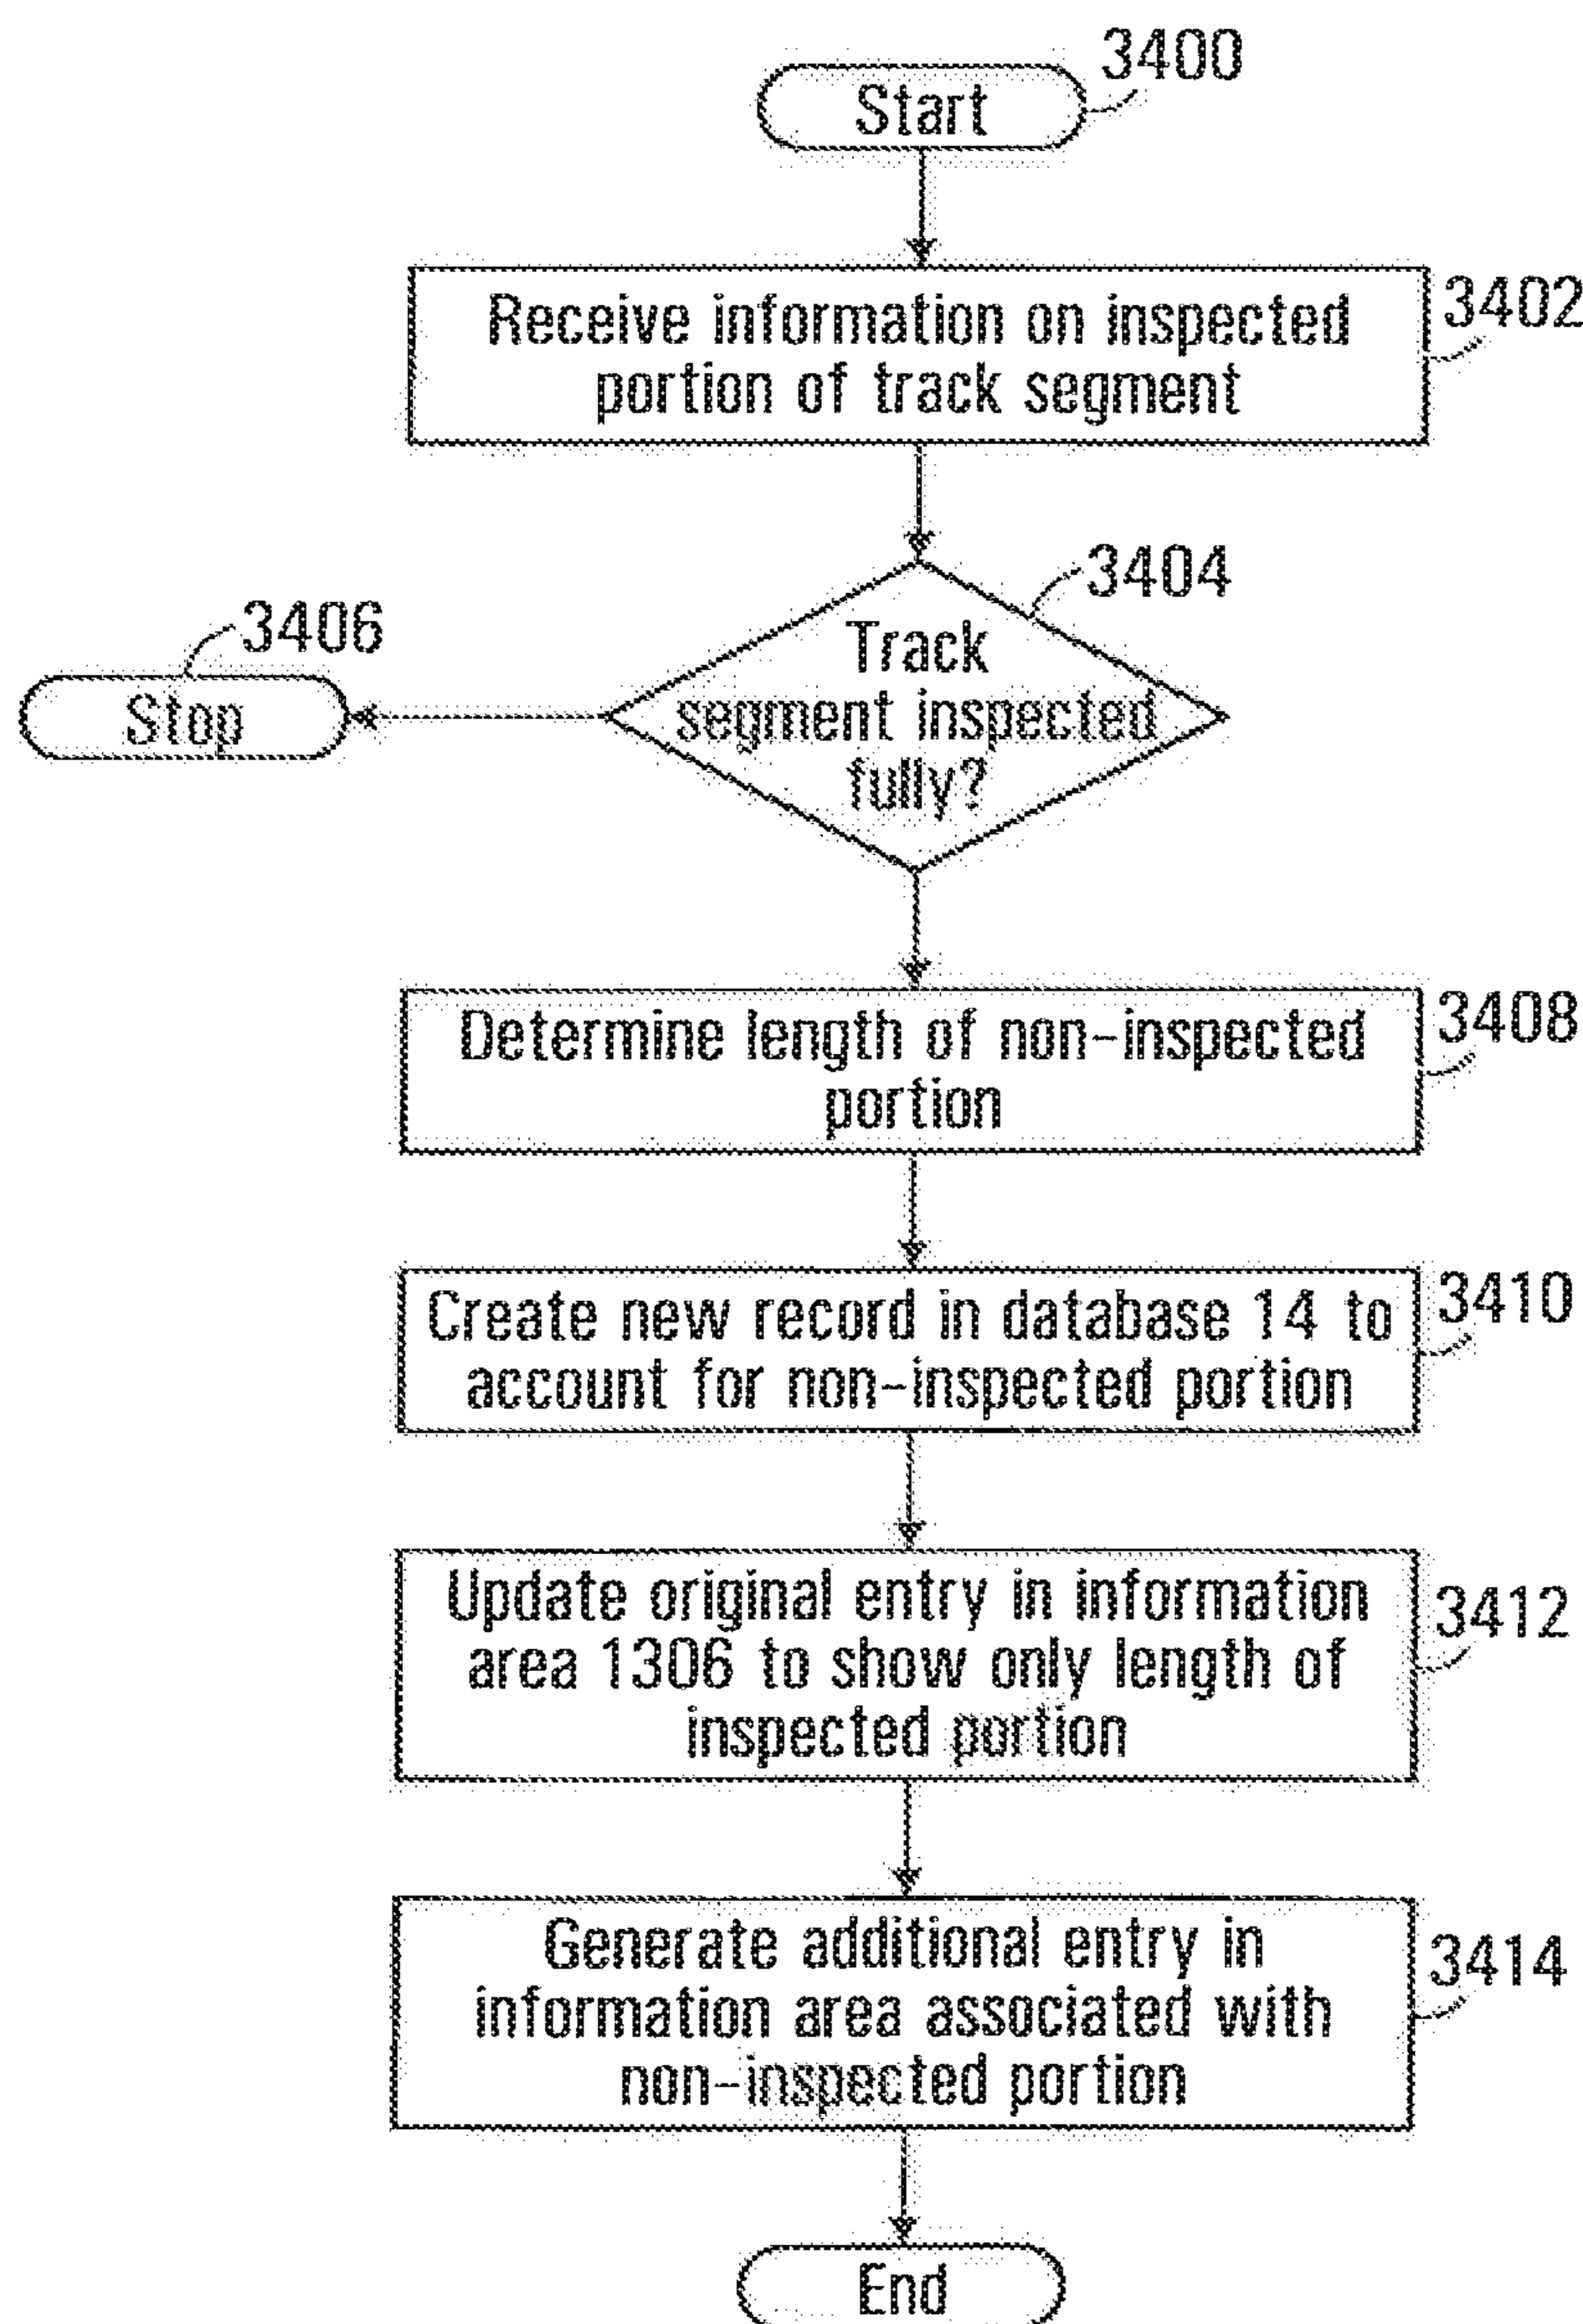 3400
Start
3402
Receive information on inspected
portion of track segment
3404
Track
segment inspected
fully?
3406
Stop
3408
Determine length of non-inspected
portion
3410
Create new record in database 14 to
account for non-inspected portion
3412
Update original entry in information
area 1306 to show only length of
inspected portion
3414
Generate additional entry in
information area associated with
non-inspected portion
End